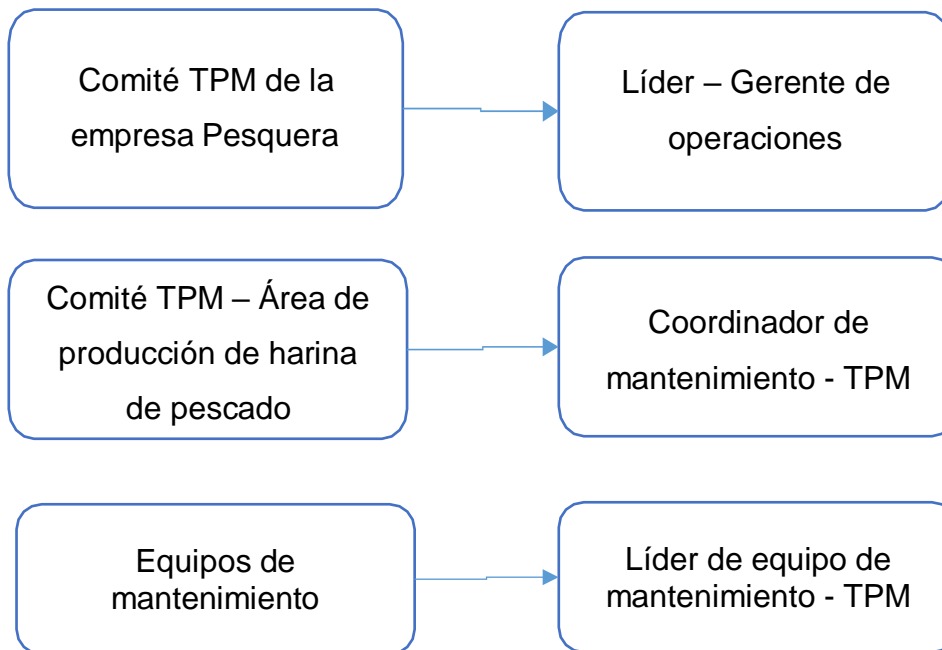 Comité TPM de la
empresa Pesquera
Líder – Gerente de
operaciones
Comité TPM – Área de
producción de harina
de pescado
Coordinador de
mantenimiento - TPM
Equipos de
mantenimiento
Líder de equipo de
mantenimiento - TPM